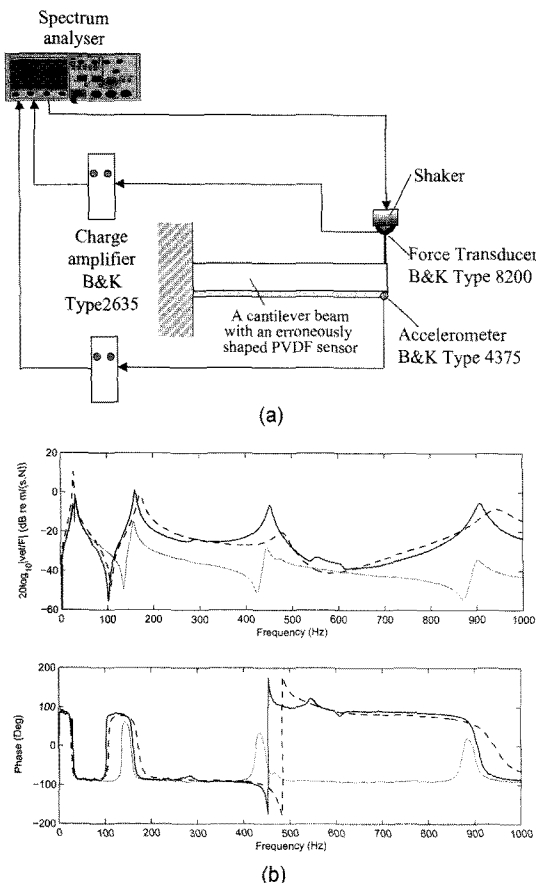 Spectrum
analyser
Shaker
Charge
amplifier
B&K
Type2635
Force Transducer
B&K Type 8200
A cantilever beam
with an erroneously
shaped PVDF sensor
Accelerometer
B&K Type 4375
(a)
20log10|vel/F| (dB re m/(s.N))
20
0
-20
-40
-60
0 100 200 300 400 500 600 700 800 900 1000
Frequency (Hz)
Phase (Deg)
200
100
0
-100
-200
0 100 200 300 400 500 600 700 800 900 1000
Frequency (Hz)
(b)